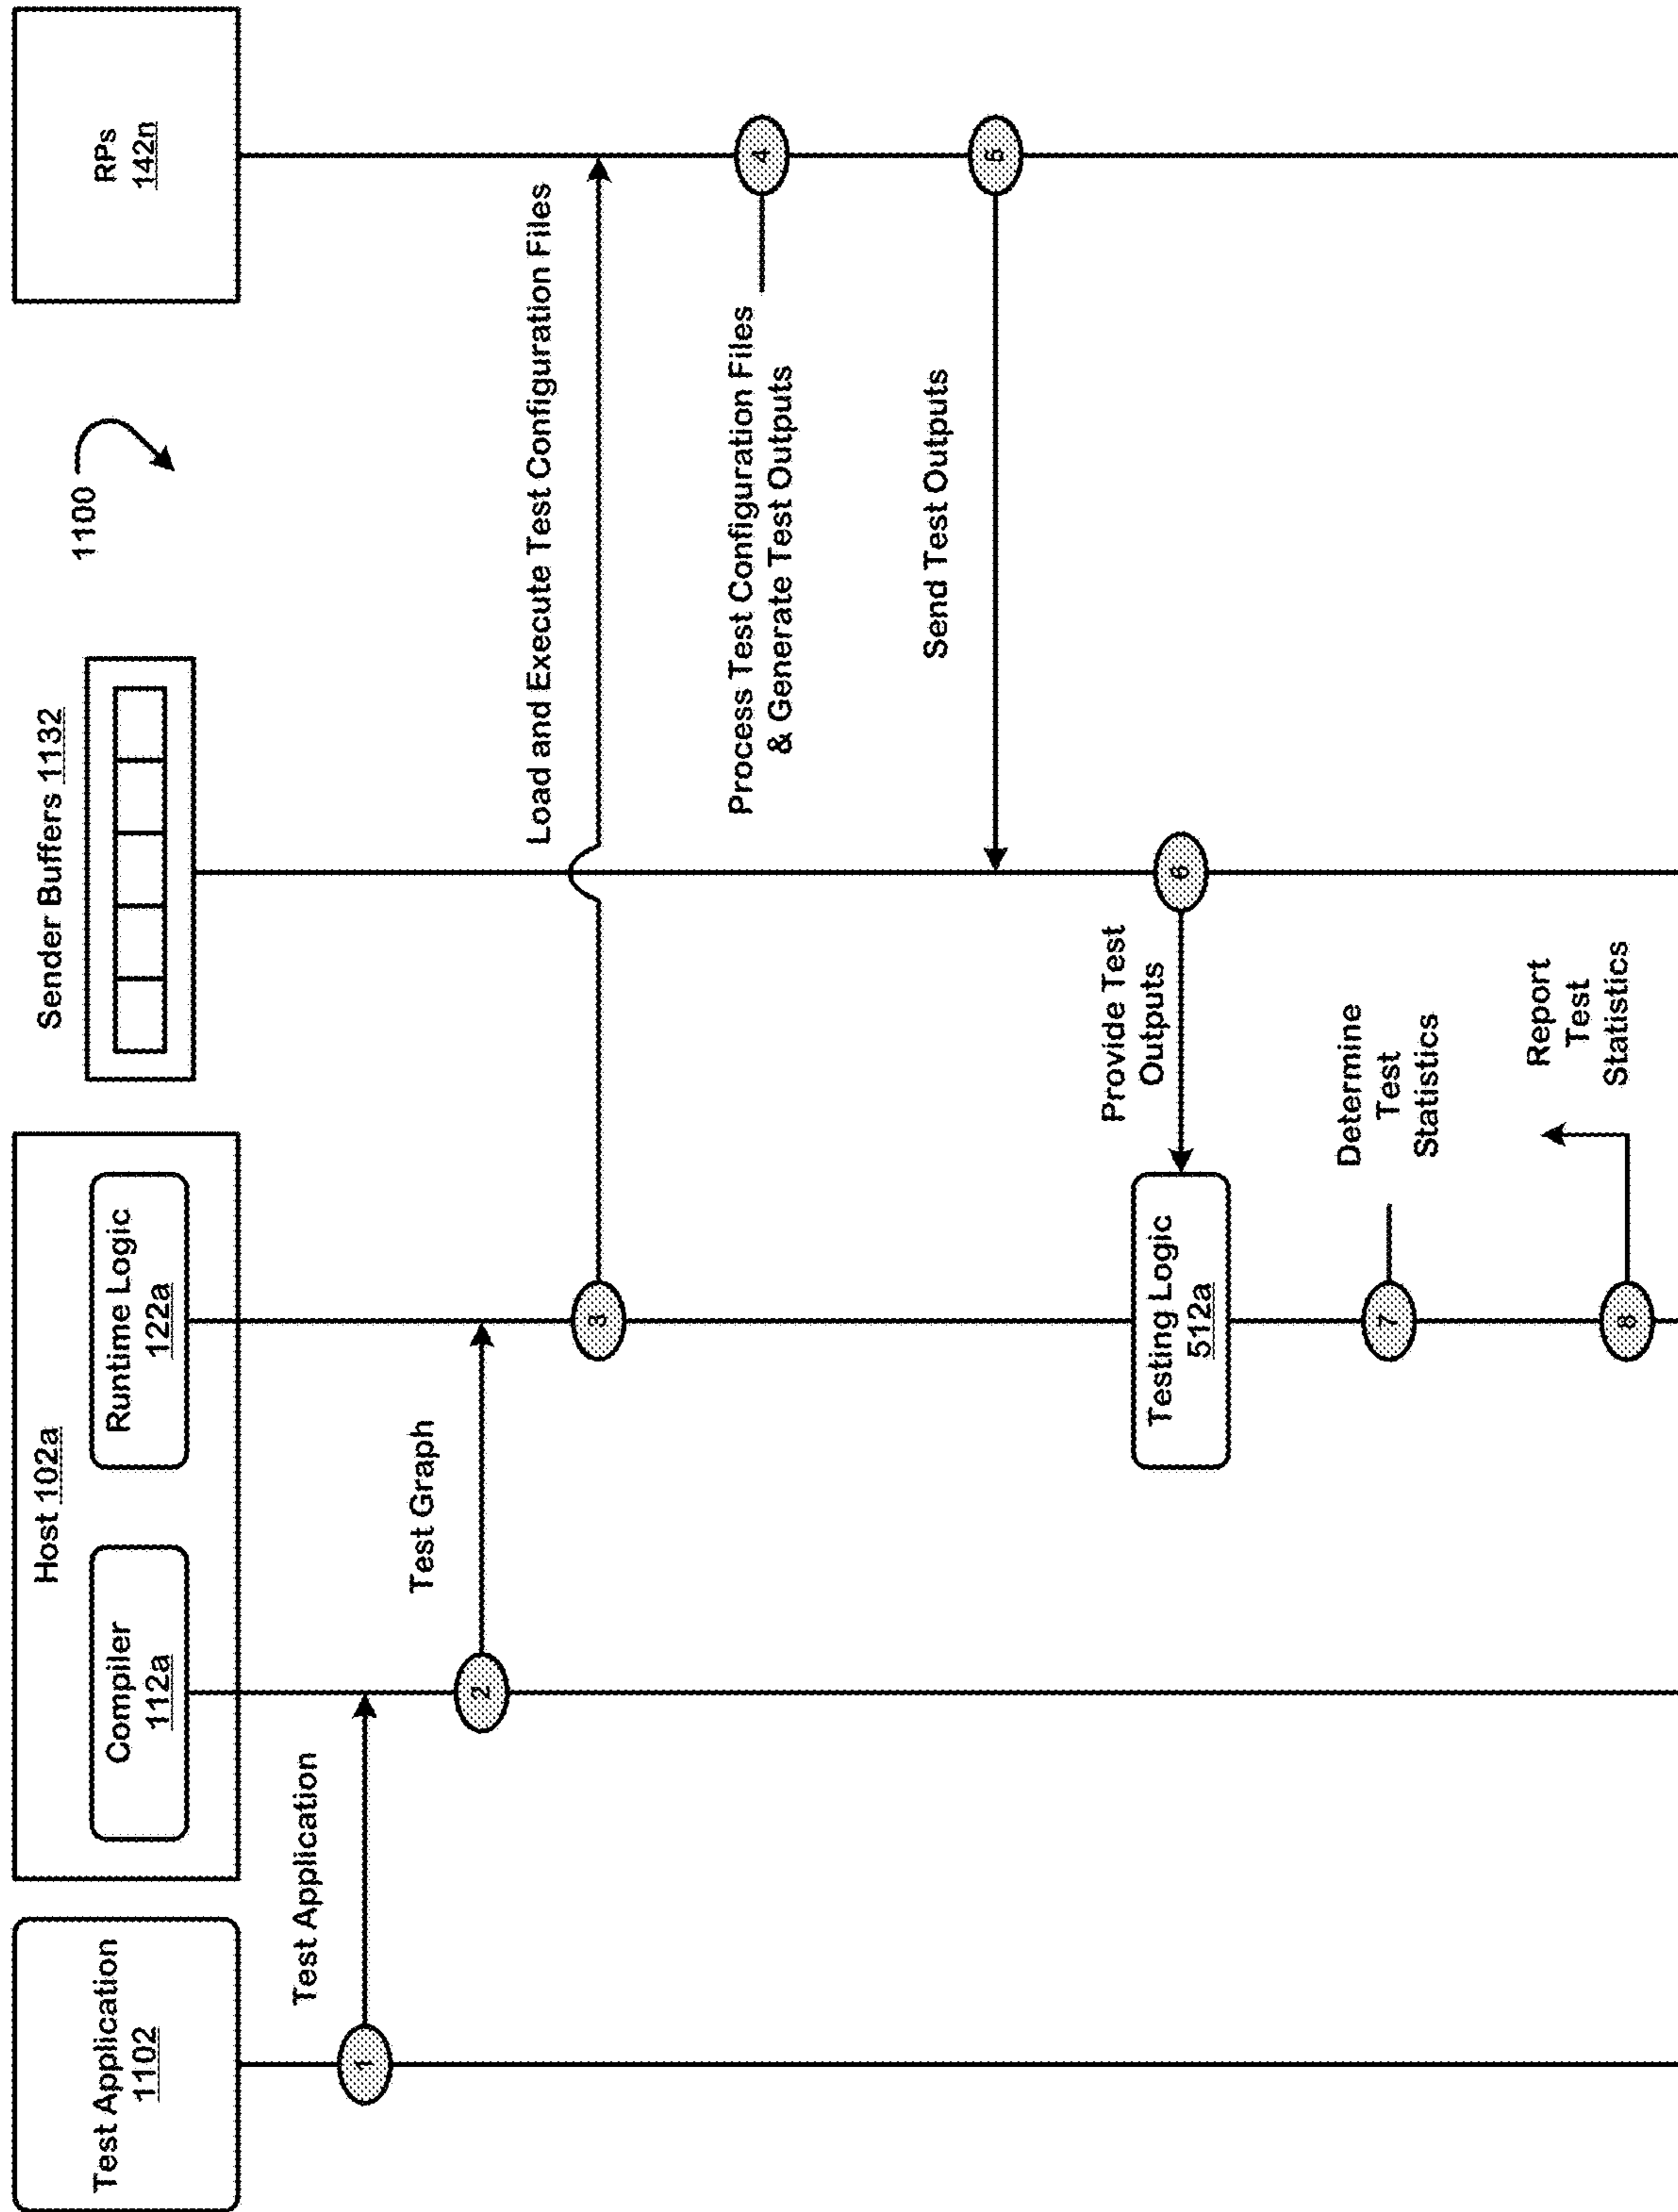 Test Application
1102
Host 102a
Compiler
112a
Runtime Logic
122a
Sender Buffers 1132
1100
RPs
142n
1
Test Application
2
Test Graph
3
Load and Execute Test Configuration Files
4
Process Test Configuration Files
& Generate Test Outputs
5
Send Test Outputs
6
Provide Test
Outputs
Testing Logic
512a
7
Determine
Test
Statistics
8
Report
Test
Statistics